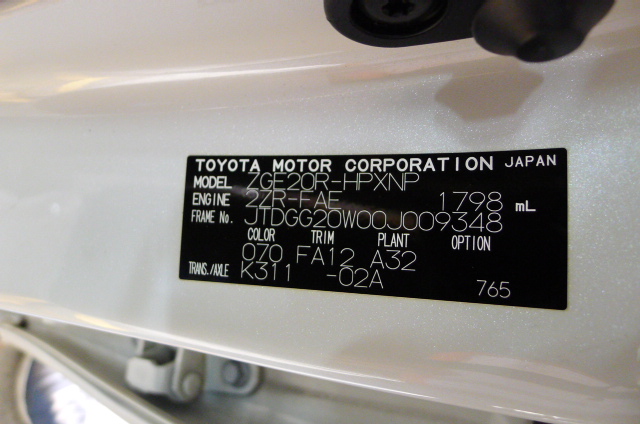 TOYOTA MOTOR CORPORATION JAPAN
MODEL ZGE20R-HPXNP
ENGINE 2ZR-FAE 1798 mL
FRAME No. JTDGG20W00J009348
COLOR TRIM PLANT OPTION
070 FA12 A32
TRANS./AXLE K311 -02A
765